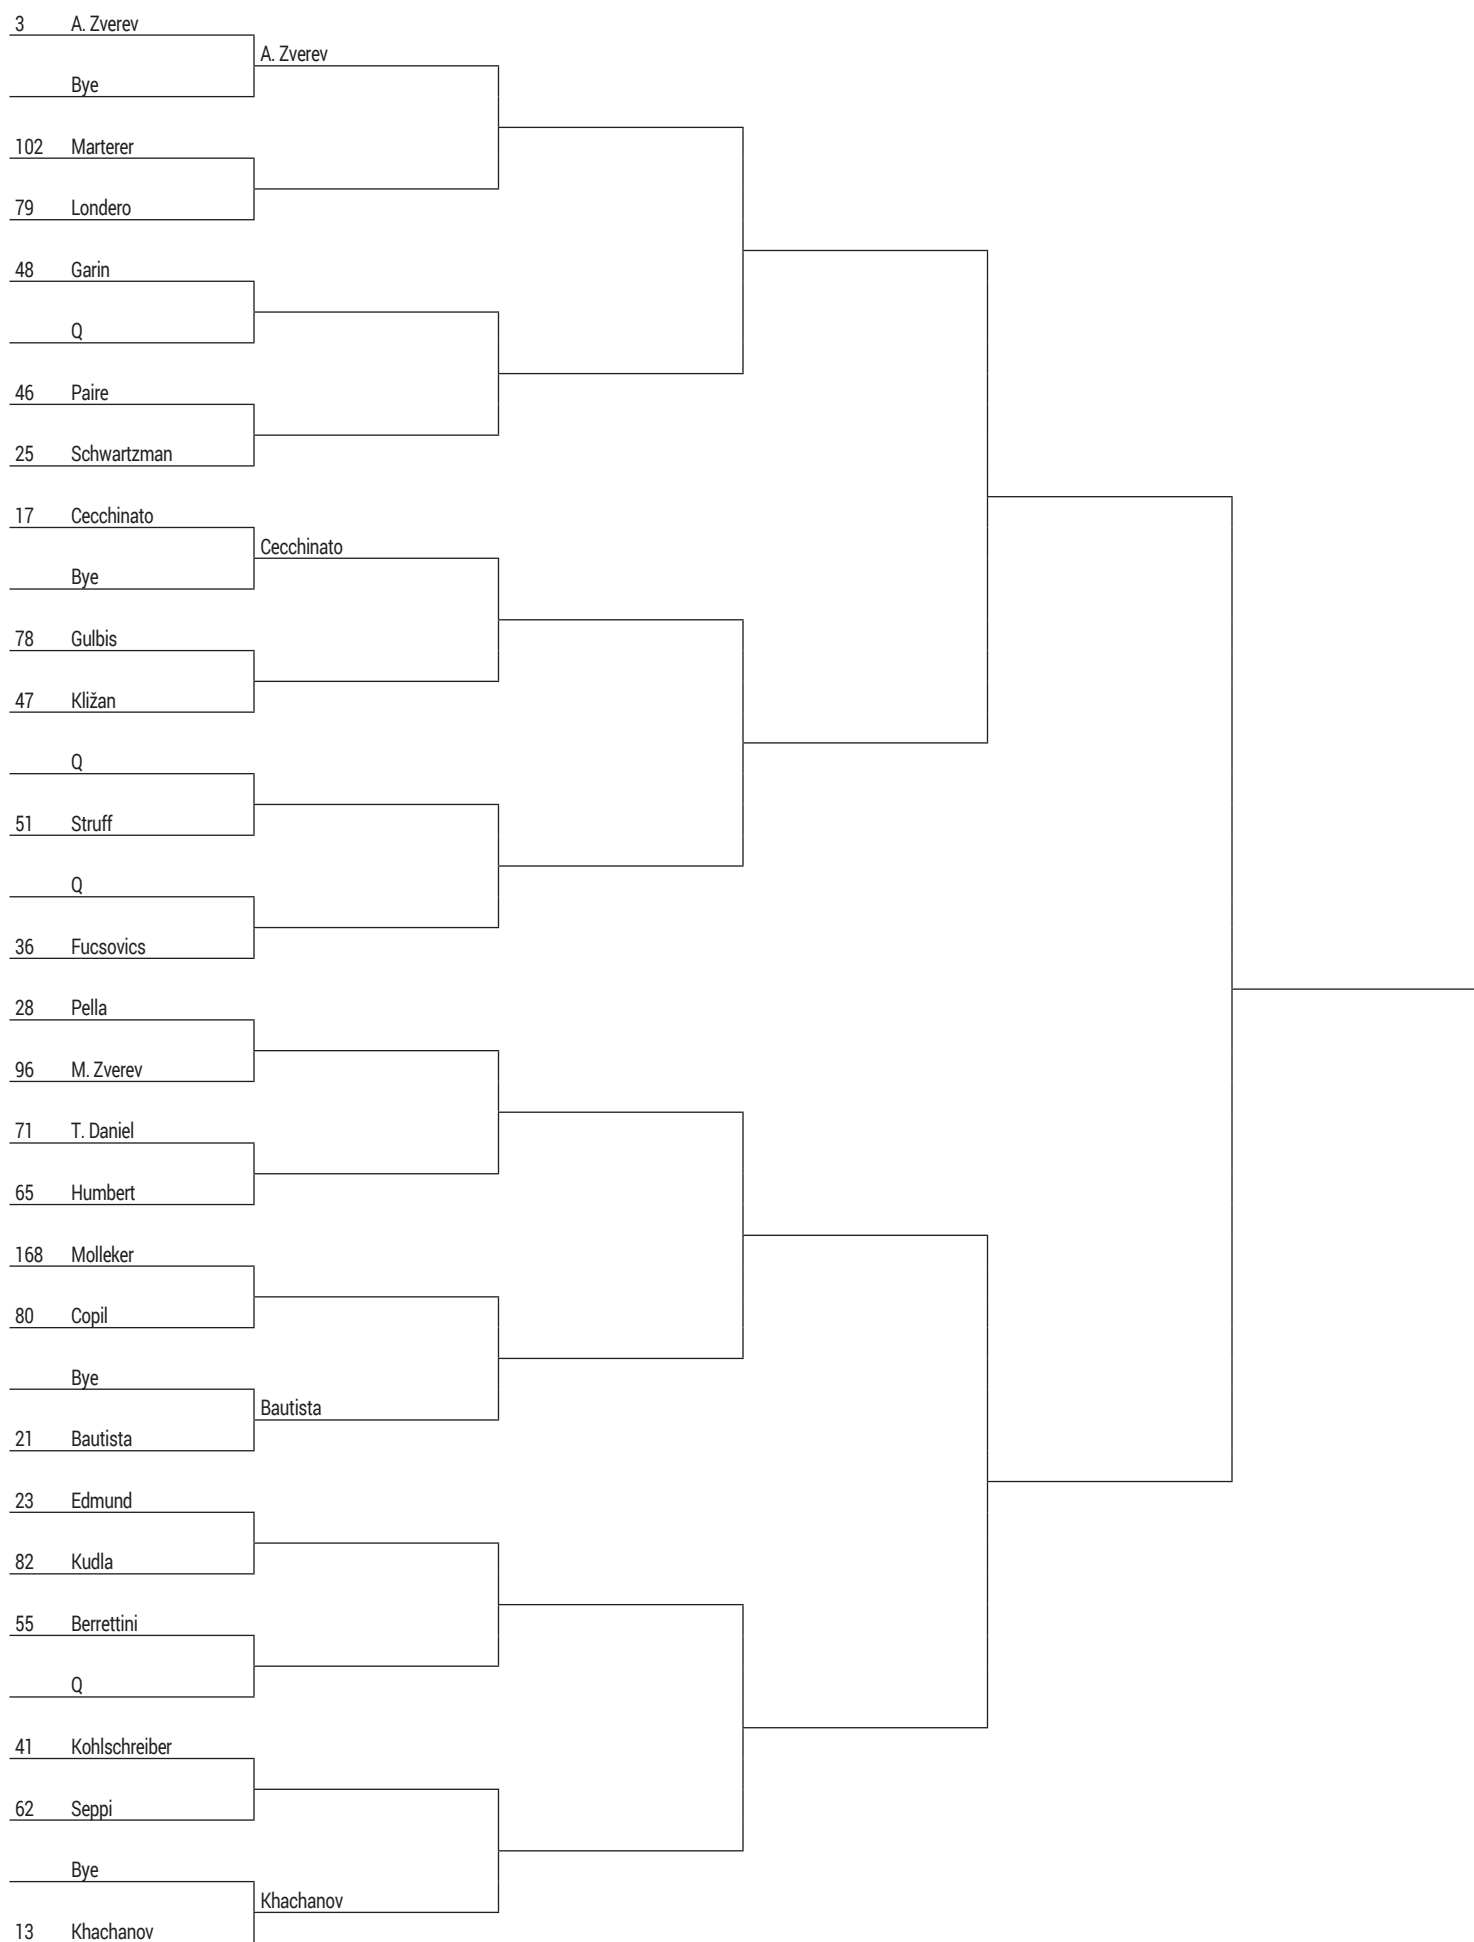 3 A. Zverev
A. Zverev
Bye
102 Marterer
79 Londero
48 Garin
Q
46 Paire
25 Schwartzman
17 Cecchinato
Cecchinato
Bye
78 Gulbis
47 Kližan
Q
51 Struff
Q
36 Fucsovics
28 Pella
96 M. Zverev
71 T. Daniel
65 Humbert
168 Molleker
80 Copil
Bye
Bautista
21 Bautista
23 Edmund
82 Kudla
55 Berrettini
Q
41 Kohlschreiber
62 Seppi
Bye
Khachanov
13 Khachanov